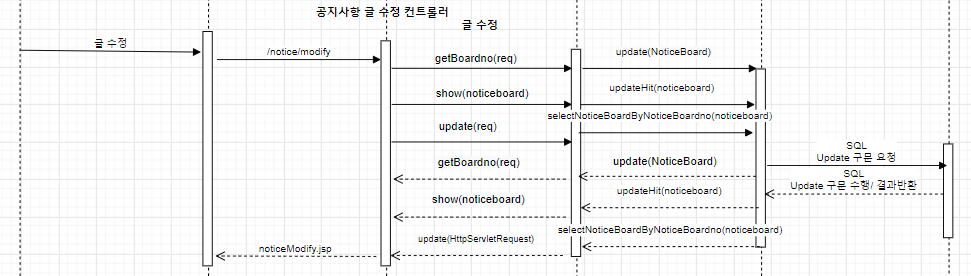 공지사항 글 수정 컨트롤러
글 수정
글 수정
/notice/modify
getBoardno(req)
update(NoticeBoard)
show(noticeboard)
updateHit(noticeboard)
update(req)
selectNoticeBoardByNoticeBoardno(noticeboard)
SQL
Update 구문 요청
getBoardno(req)
update(NoticeBoard)
SQL
Update 구문 수행/ 결과반환
show(noticeboard)
updateHit(noticeboard)
selectNoticeBoardByNoticeBoardno(noticeboard)
update(HttpServletRequest)
noticeModify.jsp